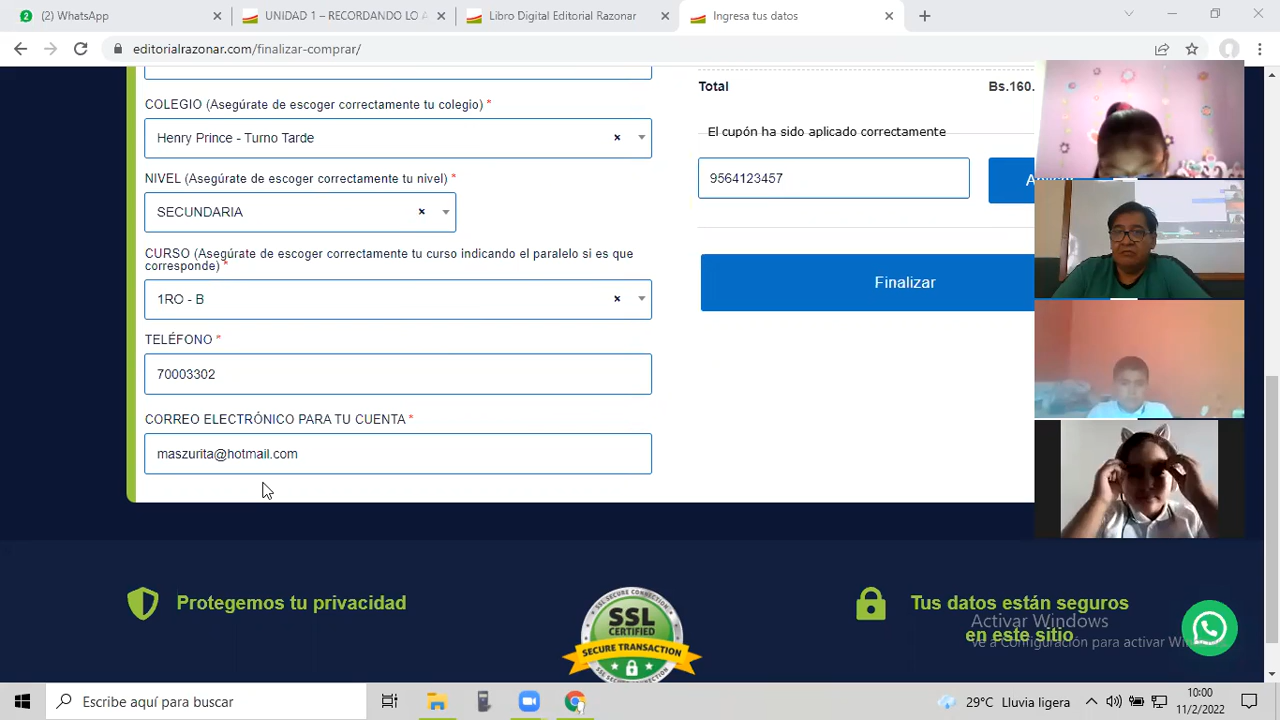 (2) WhatsApp
UNIDAD 1 – RECORDANDO LO A
Libro Digital Editorial Razonar
Ingresa tus datos
editorialrazonar.com/finalizar-comprar/
COLEGIO (Asegúrate de escoger correctamente tu colegio) *
Henry Prince - Turno Tarde
NIVEL (Asegúrate de escoger correctamente tu nivel) *
SECUNDARIA
CURSO (Asegúrate de escoger correctamente tu curso indicando el paralelo si es que
corresponde) *
1RO - B
TELÉFONO *
70003302
CORREO ELECTRÓNICO PARA TU CUENTA *
maszurita@hotmail.com
Total Bs.160.
El cupón ha sido aplicado correctamente
9564123457
Finalizar
Protegemos tu privacidad
SSL SECURE CONNECTION
SSL
CERTIFIED
SECURE TRANSACTION
Tus datos están seguros
en este sitio
Activar Windows
Ve a Configuración para activar Windows.
Escribe aquí para buscar
29°C Lluvia ligera
10:00
11/2/2022
2